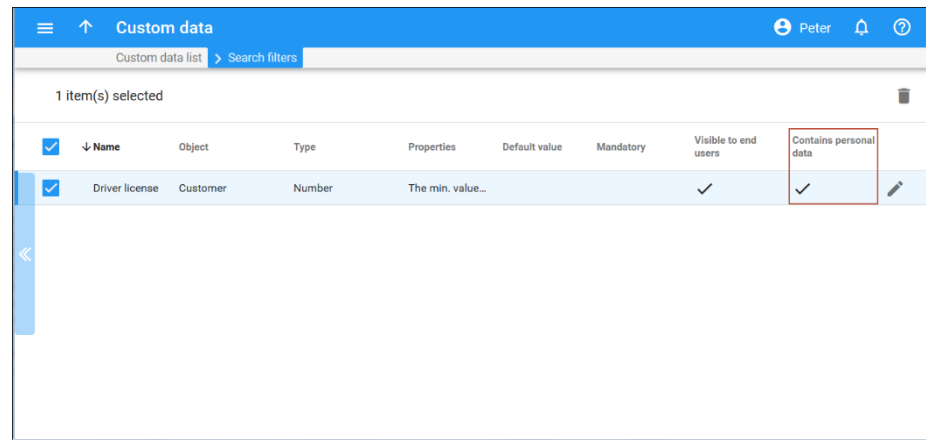 Custom data
Peter
Custom data list
Search filters
1 item(s) selected
Name
Object
Type
Properties
Default value
Mandatory
Visible to end
users
Contains personal
data
Driver license
Customer
Number
The min. value...